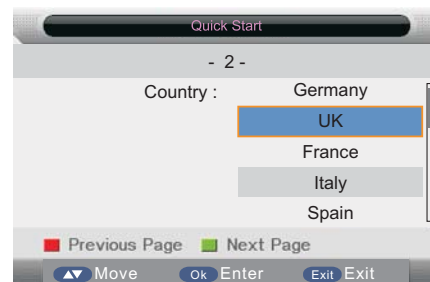 Quick Start
- 2 -
Country : Germany
UK
France
Italy
Spain
Previous Page Next Page
Move Ok Enter Exit Exit